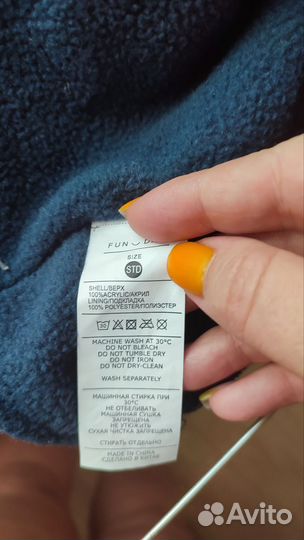 FUN
SIZE
STD
SHELL/ВЕРХ
100%ACRYLIC/АКРИЛ
LINING/ПОДКЛАДКА
100% POLYESTER/ПОЛИЭСТЕР
30
MACHINE WASH AT 30°C
DO NOT BLEACH
DO NOT TUMBLE DRY
DO NOT IRON
DO NOT DRY-CLEAN
WASH SEPARATELY
МАШИННАЯ СТИРКА ПРИ
30°C
НЕ ОТБЕЛИВАТЬ
МАШИННАЯ СУШКА
ЗАПРЕЩЕНА
НЕ УТЮЖИТЬ
СУХАЯ ЧИСТКА ЗАПРЕЩЕНА
СТИРАТЬ ОТДЕЛЬНО
MADE IN CHINA
СДЕЛАНО В КИТАЕ
Avito